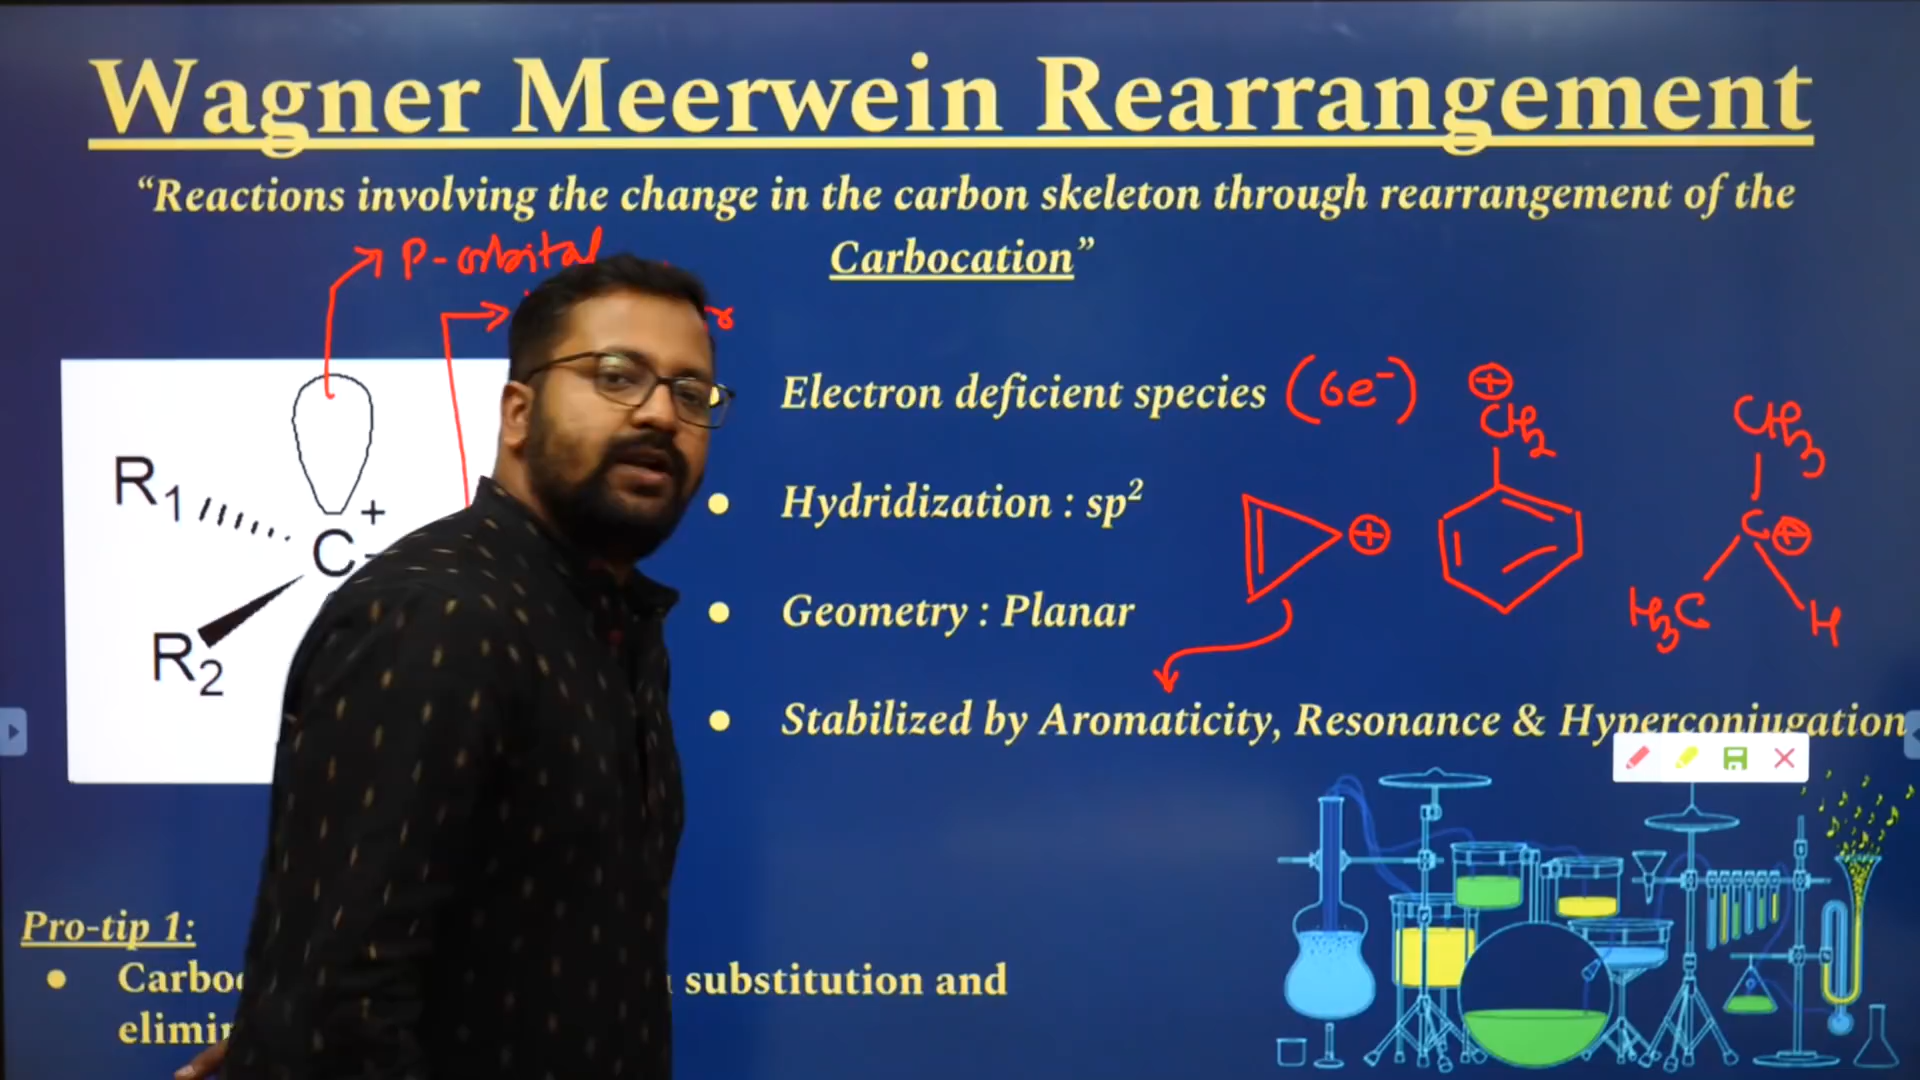 Wagner Meerwein Rearrangement
“Reactions involving the change in the carbon skeleton through rearrangement of the
Carbocation”
P-orbital
R1
C
+
R2
Electron deficient species (6e⁻)
Hydridization : sp²
Geometry : Planar
Stabilized by Aromaticity, Resonance & Hyperconjugation
⊕
CH2
⊕
CH3
C⊕
H3C
H
Pro-tip 1:
substitution and